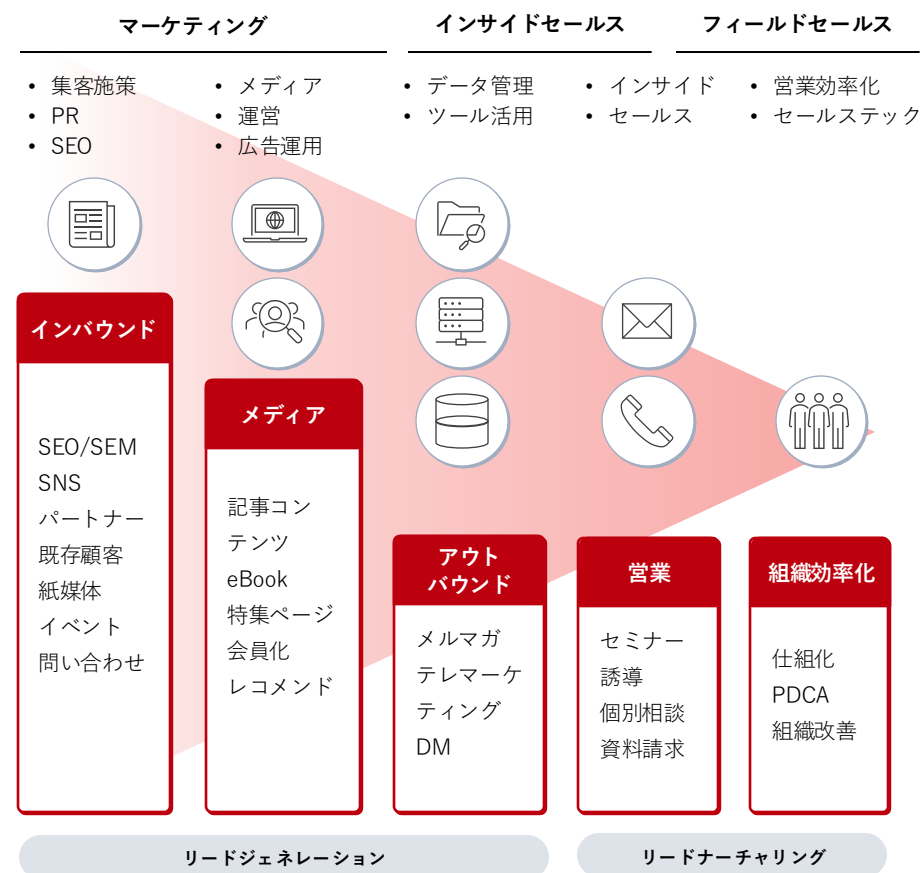 マーケティング
インサイドセールス
フィールドセールス
• 集客施策
• PR
• SEO
• メディア
• 運営
• 広告運用
• データ管理
• ツール活用
• インサイド
• セールス
• 営業効率化
• セールステック
インバウンド
SEO/SEM
SNS
パートナー
既存顧客
紙媒体
イベント
問い合わせ
メディア
記事コン
テンツ
eBook
特集ページ
会員化
レコメンド
アウト
バウンド
メルマガ
テレマーケ
ティング
DM
営業
セミナー
誘導
個別相談
資料請求
組織効率化
仕組化
PDCA
組織改善
リードジェネレーション
リードナーチャリング